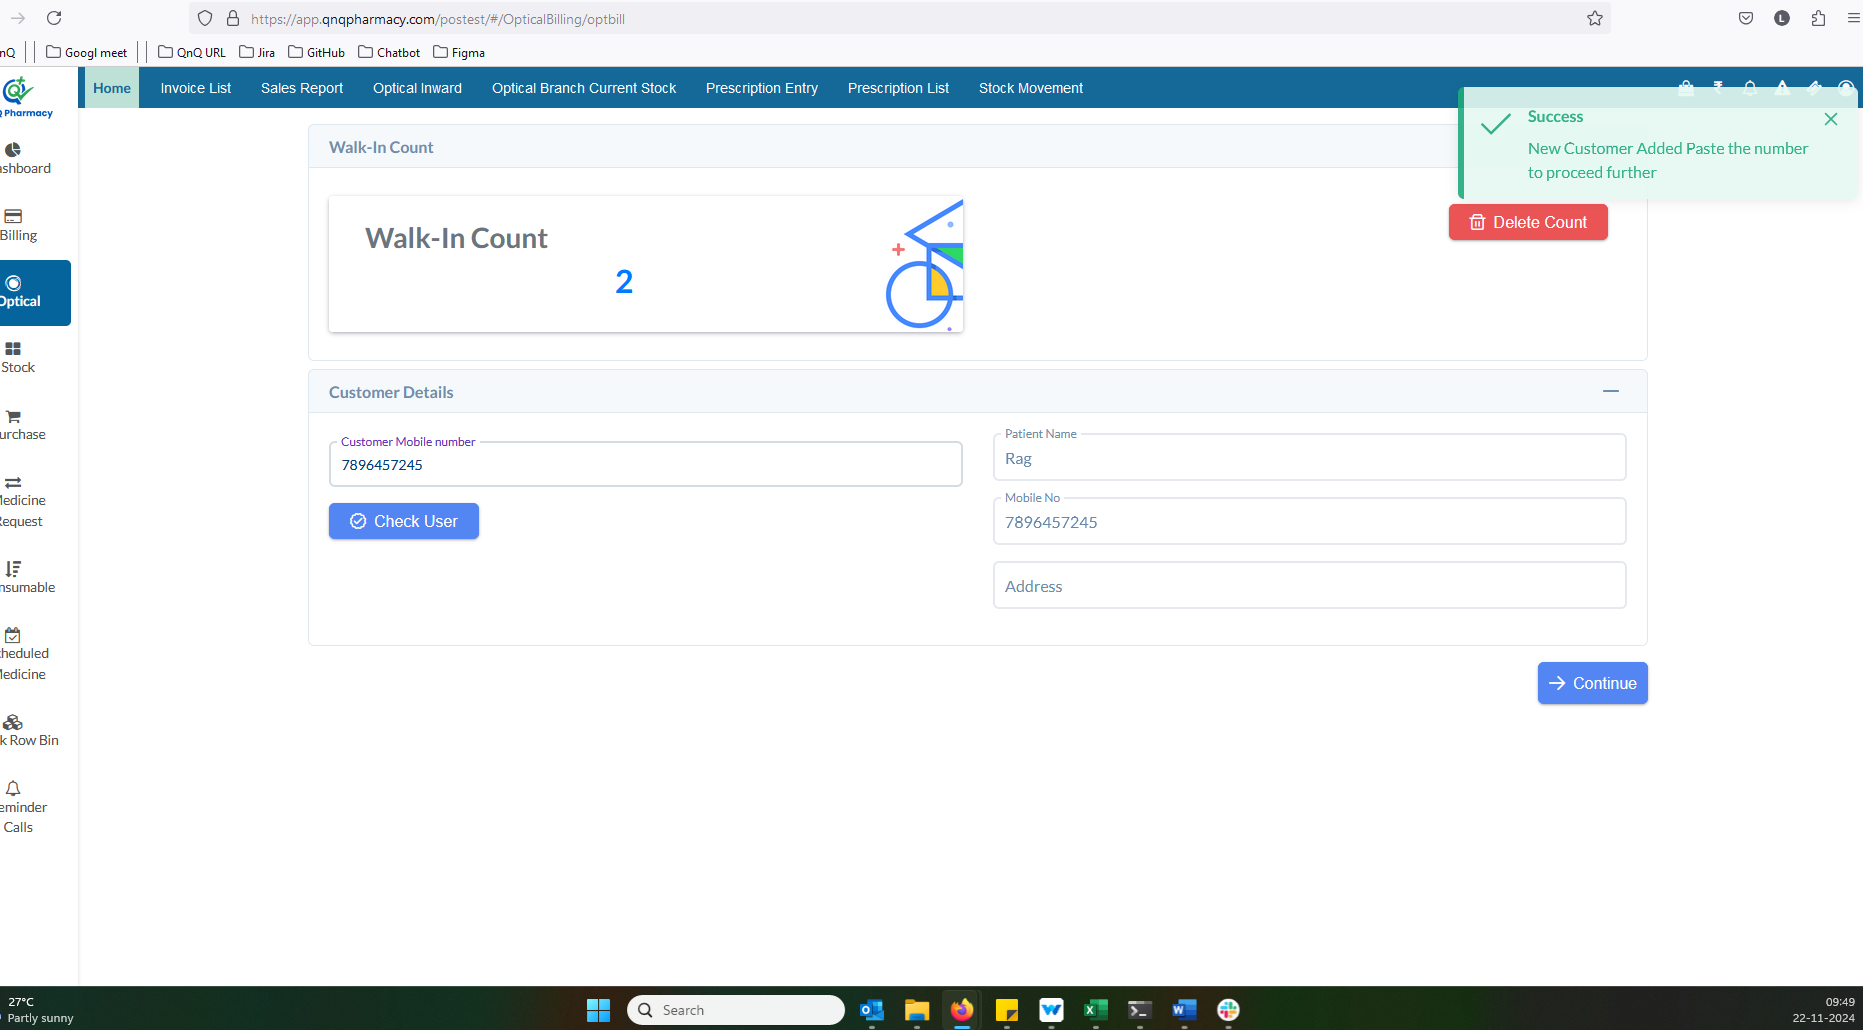 https://app.qnqpharmacy.com/postest/#/OpticalBilling/optbill
L
nQ
Googl meet
QnQ URL
Jira
GitHub
Chatbot
Figma
Pharmacy
Home
Invoice List
Sales Report
Optical Inward
Optical Branch Current Stock
Prescription Entry
Prescription List
Stock Movement
Success
New Customer Added Paste the number
to proceed further
ashboard
Billing
Optical
Stock
urchase
Medicine
Request
nsumable
cheduled
Medicine
k Row Bin
eminder
Calls
Walk-In Count
Delete Count
Walk-In Count
2
Customer Details
Customer Mobile number
7896457245
Check User
Patient Name
Rag
Mobile No
7896457245
Address
Continue
27°C
Partly sunny
Search
09:49
22-11-2024